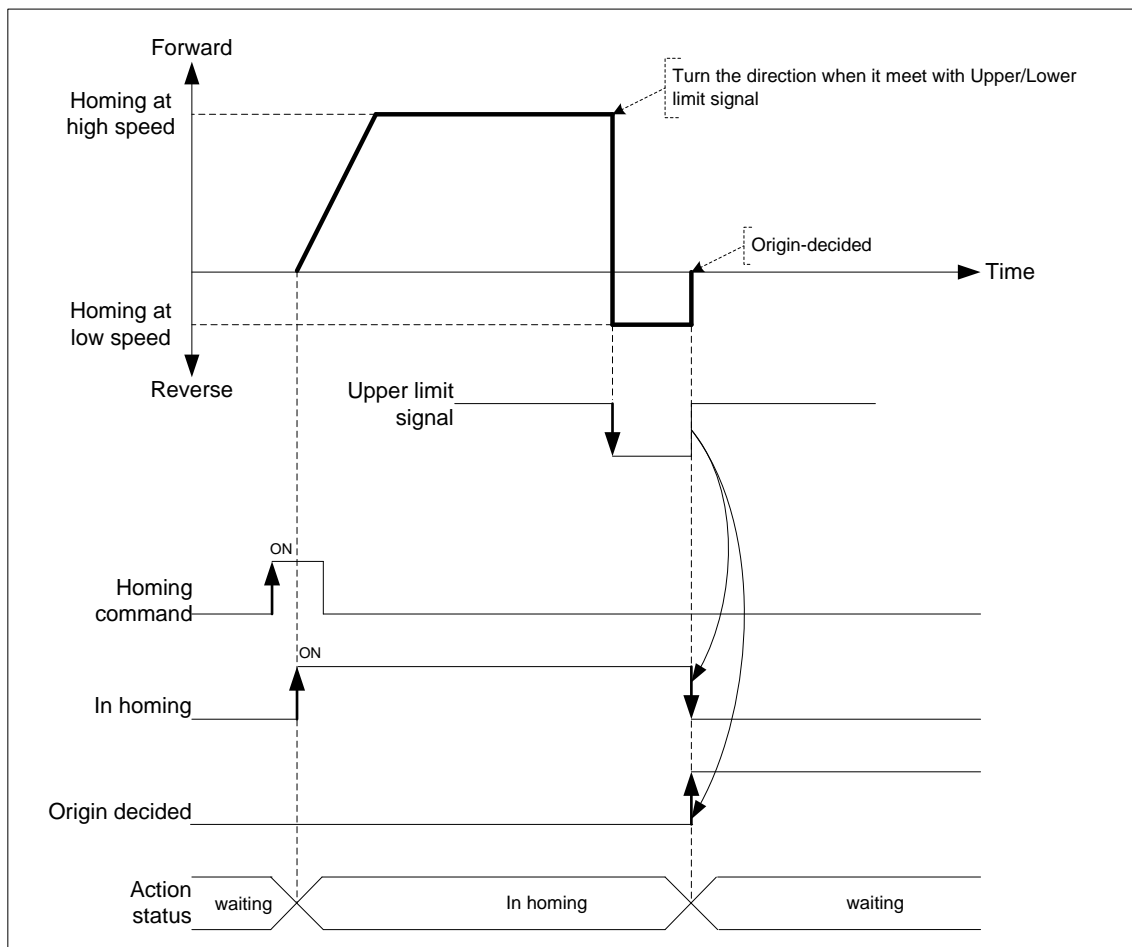 Forward
Homing at
high speed
Turn the direction when it meet with Upper/Lower
limit signal
Origin-decided
Time
Homing at
low speed
Reverse
Upper limit
signal
ON
Homing
command
ON
In homing
Origin decided
Action
status
waiting
In homing
waiting